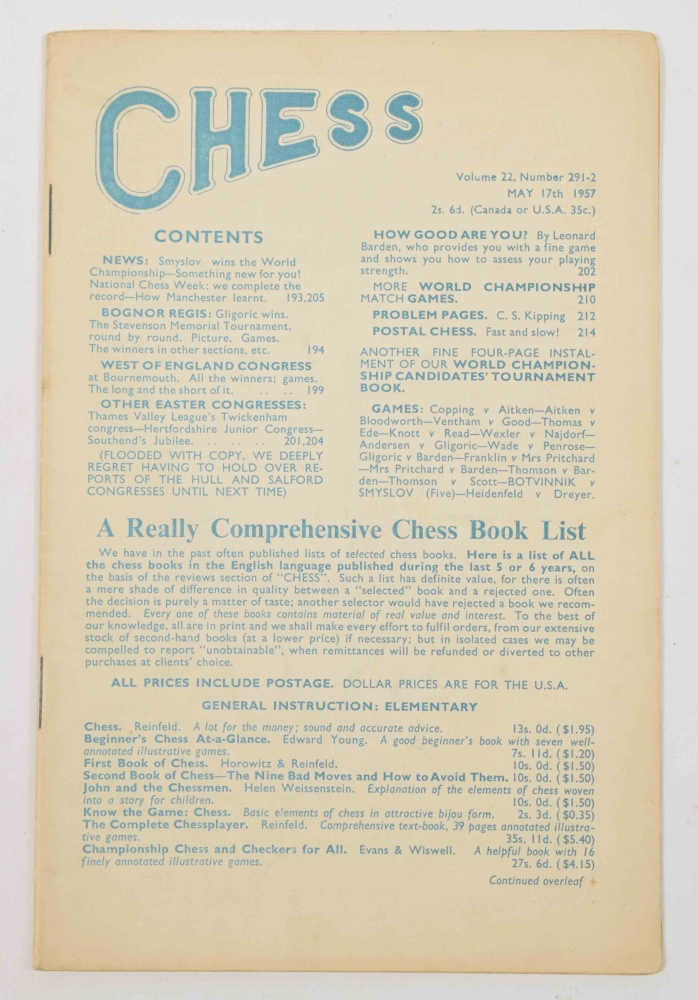 CHESS
Volume 22, Number 291-2
MAY 17th 1957
2s. 6d. (Canada or U.S.A. 35c.)
CONTENTS
NEWS: Smyslov wins the World
Championship—Something new for you!
National Chess Week: we complete the
record—How Manchester learnt. 193,205
BOGNOR REGIS: Gligoric wins.
The Stevenson Memorial Tournament,
round by round. Picture. Games.
The winners in other sections, etc. 194
WEST OF ENGLAND CONGRESS
at Bournemouth. All the winners; games.
The long and the short of it. .. .. 199
OTHER EASTER CONGRESSES:
Thames Valley League's Twickenham
congress—Hertfordshire Junior Congress—
Southend's Jubilee. .. .. .. 201,204
(FLOODED WITH COPY, WE DEEPLY
REGRET HAVING TO HOLD OVER RE-
PORTS OF THE HULL AND SALFORD
CONGRESSES UNTIL NEXT TIME)
HOW GOOD ARE YOU? By Leonard
Barden, who provides you with a fine game
and shows you how to assess your playing
strength. 202
MORE WORLD CHAMPIONSHIP
MATCH GAMES. 210
PROBLEM PAGES. C. S. Kipping 212
POSTAL CHESS. Fast and slow! 214
ANOTHER FINE FOUR-PAGE INSTAL-
MENT OF OUR WORLD CHAMPION-
SHIP CANDIDATES' TOURNAMENT
BOOK.
GAMES: Copping v Aitken—Aitken v
Bloodworth—Ventham v Good—Thomas v
Ede—Knott v Read—Wexler v Najdorf—
Andersen v Gligoric—Wade v Penrose—
Gligoric v Barden—Franklin v Mrs Pritchard
—Mrs Pritchard v Barden—Thomson v Bar-
den—Thomson v Scott—BOTVINNIK v
SMYSLOV (Five)—Heidenfeld v Dreyer.
A Really Comprehensive Chess Book List
We have in the past often published lists of selected chess books. Here is a list of ALL
the chess books in the English language published during the last 5 or 6 years, on
the basis of the reviews section of "CHESS". Such a list has definite value, for there is often
a mere shade of difference in quality between a "selected" book and a rejected one. Often
the decision is purely a matter of taste; another selector would have rejected a book we recom-
mended. Every one of these books contains material of real value and interest. To the best of
our knowledge, all are in print and we shall make every effort to fulfil orders, from our extensive
stock of second-hand books (at a lower price) if necessary; but in isolated cases we may be
compelled to report "unobtainable", when remittances will be refunded or diverted to other
purchases at clients' choice.
ALL PRICES INCLUDE POSTAGE. DOLLAR PRICES ARE FOR THE U.S.A.
GENERAL INSTRUCTION: ELEMENTARY
Chess. Reinfeld. A lot for the money; sound and accurate advice. 13s. 0d. ($1.95)
Beginner's Chess At-a-Glance. Edward Young. A good beginner's book with seven well-
annotated illustrative games. 7s. 11d. ($1.20)
First Book of Chess. Horowitz & Reinfeld. 10s. 0d. ($1.50)
Second Book of Chess—The Nine Bad Moves and How to Avoid Them. 10s. 0d. ($1.50)
John and the Chessmen. Helen Weissenstein. Explanation of the elements of chess woven
into a story for children. 10s. 0d. ($1.50)
Know the Game: Chess. Basic elements of chess in attractive bijou form. 2s. 3d. ($0.35)
The Complete Chessplayer. Reinfeld. Comprehensive text-book, 39 pages annotated illustra-
tive games. 35s. 11d. ($5.40)
Championship Chess and Checkers for All. Evans & Wiswell. A helpful book with 16
finely annotated illustrative games. 27s. 6d. ($4.15)
Continued overleaf